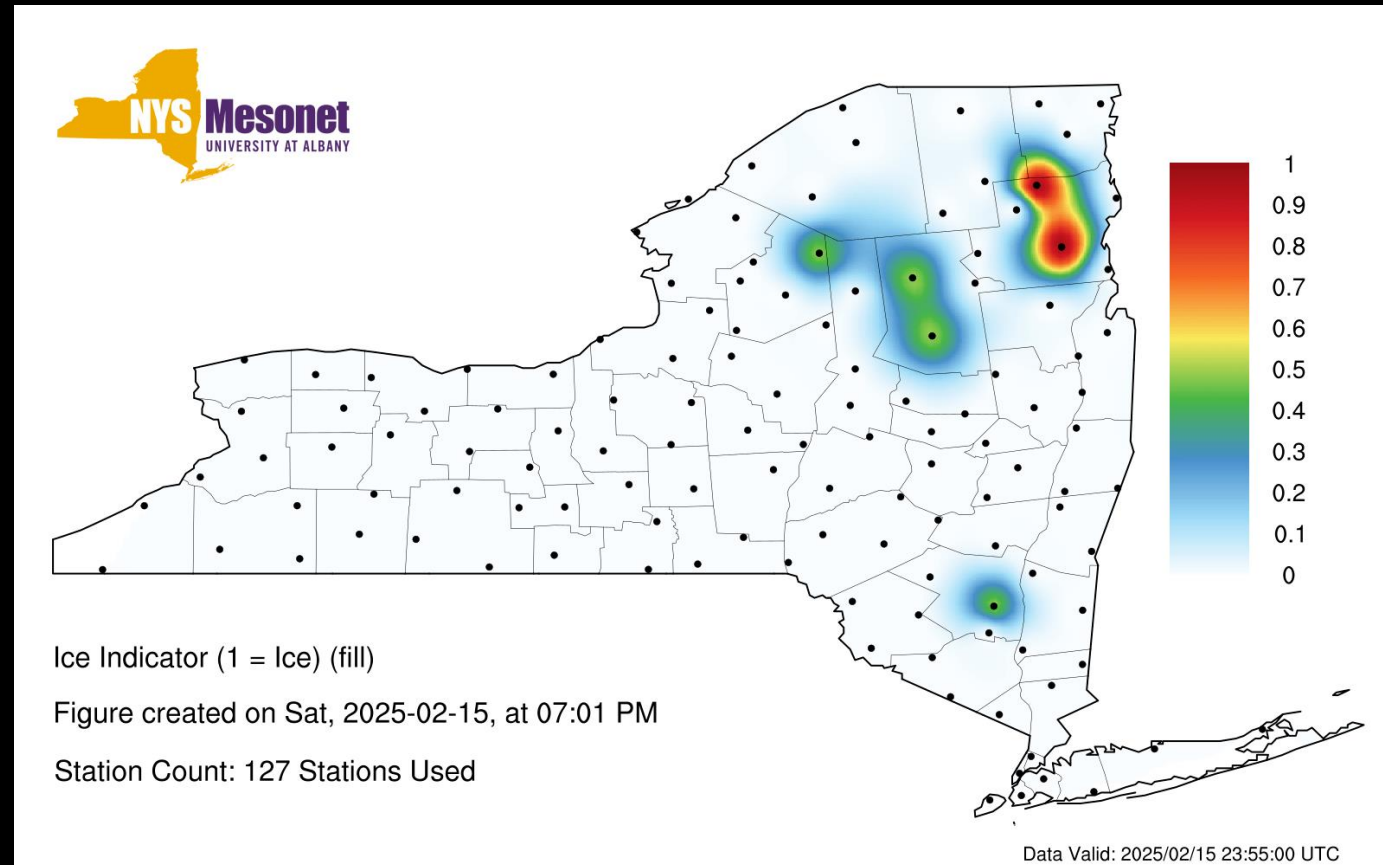 NYS Mesonet
UNIVERSITY AT ALBANY
1
0.9
0.8
0.7
0.6
0.5
0.4
0.3
0.2
0.1
0
Ice Indicator (1 = Ice) (fill)
Figure created on Sat, 2025-02-15, at 07:01 PM
Station Count: 127 Stations Used
Data Valid: 2025/02/15 23:55:00 UTC